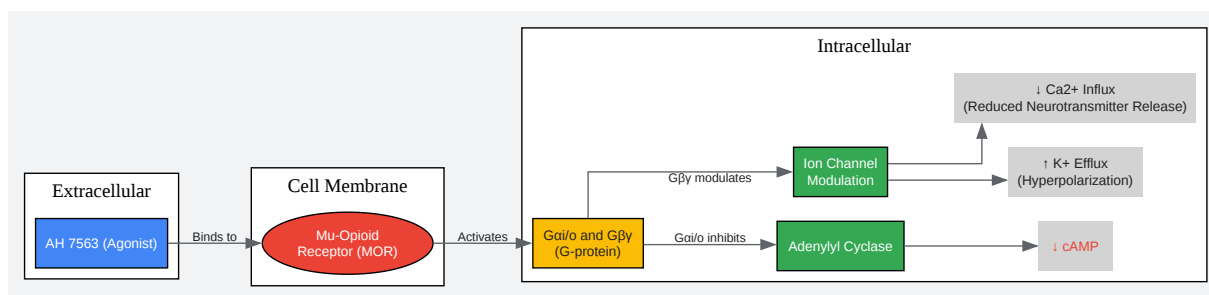 Intracellular
↓ Ca2+ Influx
(Reduced Neurotransmitter Release)
Ion Channel
Modulation
↑ K+ Efflux
(Hyperpolarization)
Gβγ modulates
Extracellular
Cell Membrane
AH 7563 (Agonist)
Binds to
Mu-Opioid
Receptor (MOR)
Activates
Gαi/o and Gβγ
(G-protein)
Gαi/o inhibits
Adenylyl Cyclase
↓ cAMP